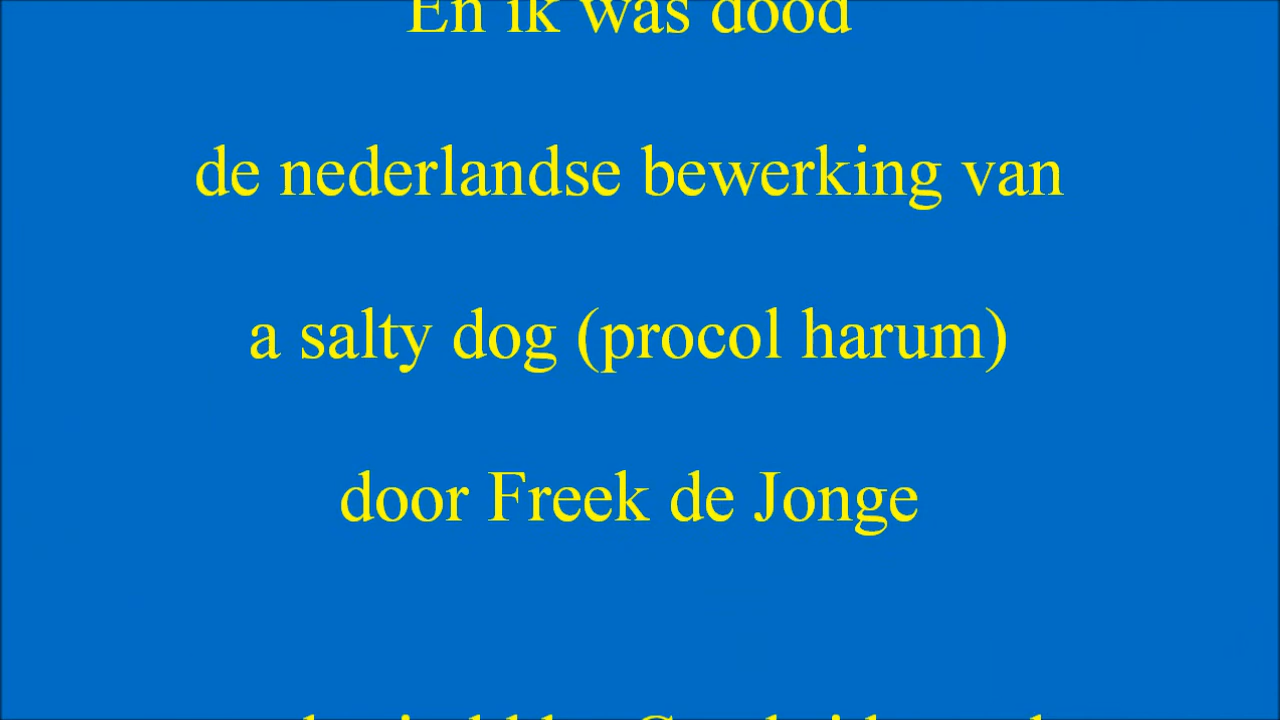 En ik was dood
de nederlandse bewerking van
a salty dog (procol harum)
door Freek de Jonge